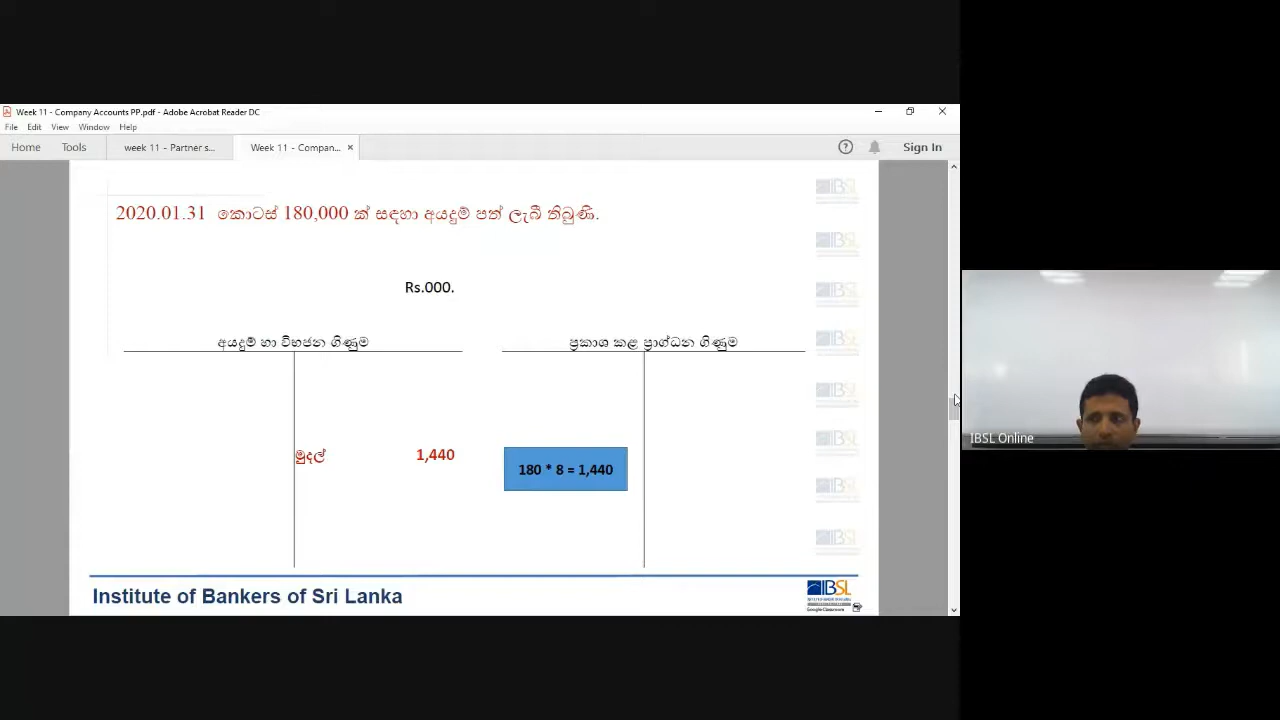 Week 11 - Company Accounts PP.pdf - Adobe Acrobat Reader DC
File Edit View Window Help
Home Tools week 11 - Partner s... Week 11 - Compan... × ? Sign In
2020.01.31 කොටස් 180,000 ක් සඳහා අයදුම් පත් ලැබී තිබුණි.
Rs.000.
අයදුම් හා විභජන ගිණුම ප්‍රකාශ කළ ප්‍රාග්ධන ගිණුම
මුදල් 1,440
180 * 8 = 1,440
IBSL Online
Institute of Bankers of Sri Lanka
IBSL